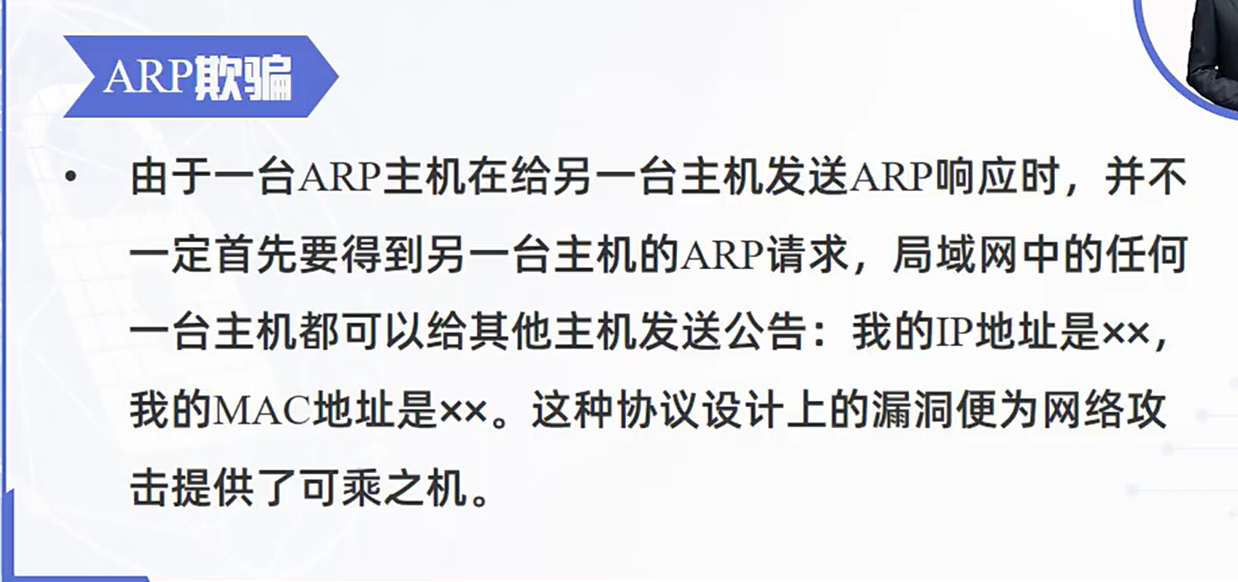 ARP欺骗
• 由于一台ARP主机在给另一台主机发送ARP响应时，并不
一定首先要得到另一台主机的ARP请求，局域网中的任何
一台主机都可以给其他主机发送公告：我的IP地址是××，
我的MAC地址是××。这种协议设计上的漏洞便为网络攻
击提供了可乘之机。